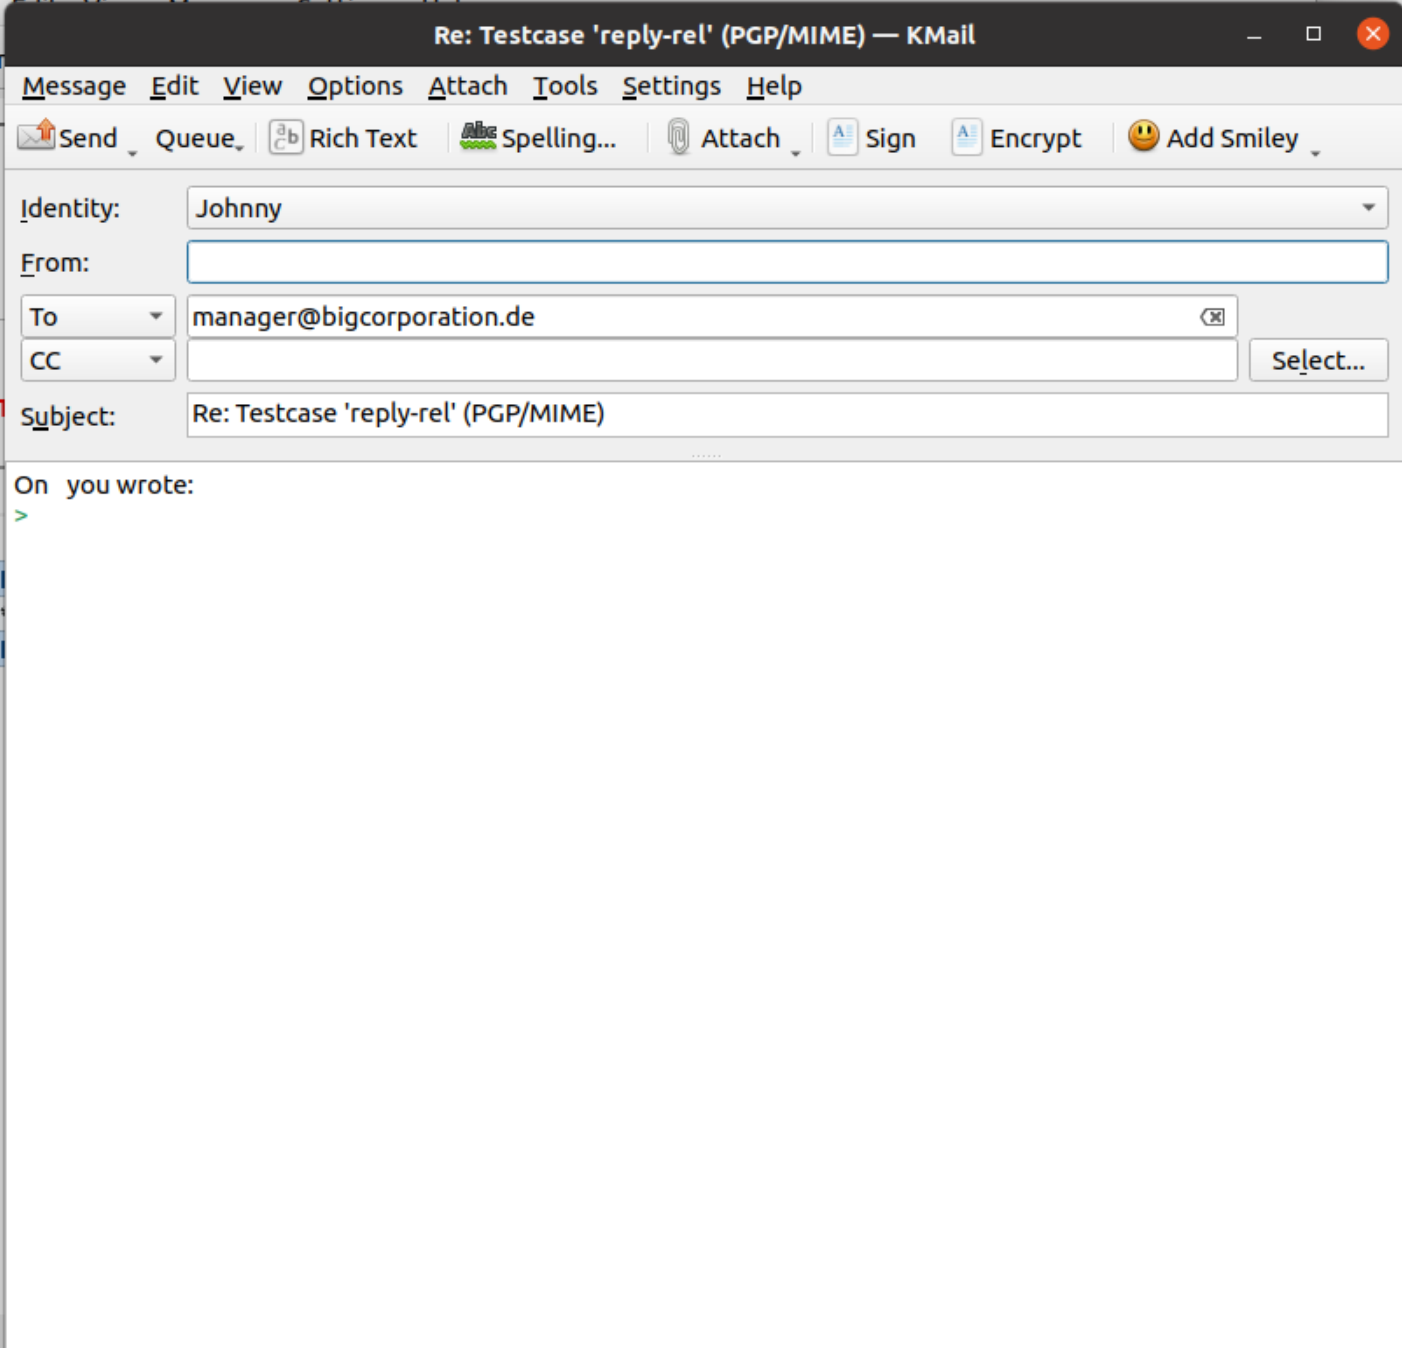 Re: Testcase 'reply-rel' (PGP/MIME) — KMail
Message Edit View Options Attach Tools Settings Help
Send Queue Rich Text Abc Spelling... Attach Sign Encrypt Add Smiley
Identity: Johnny
From:
To manager@bigcorporation.de
CC Select...
Subject: Re: Testcase 'reply-rel' (PGP/MIME)
On you wrote:
>